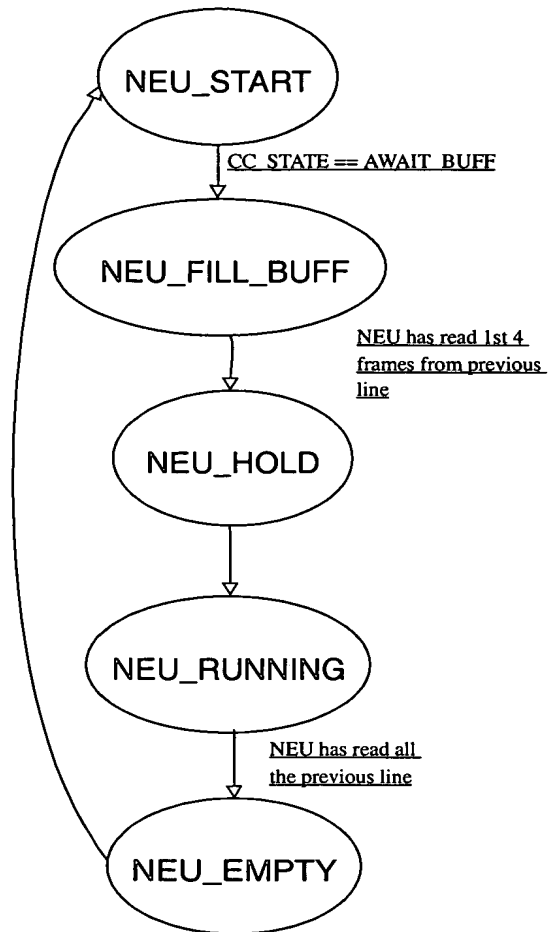 NEU_START
CC_STATE == AWAIT_BUFF
NEU_FILL_BUFF
NEU has read 1st 4
frames from previous
line
NEU_HOLD
NEU_RUNNING
NEU has read all
the previous line
NEU_EMPTY